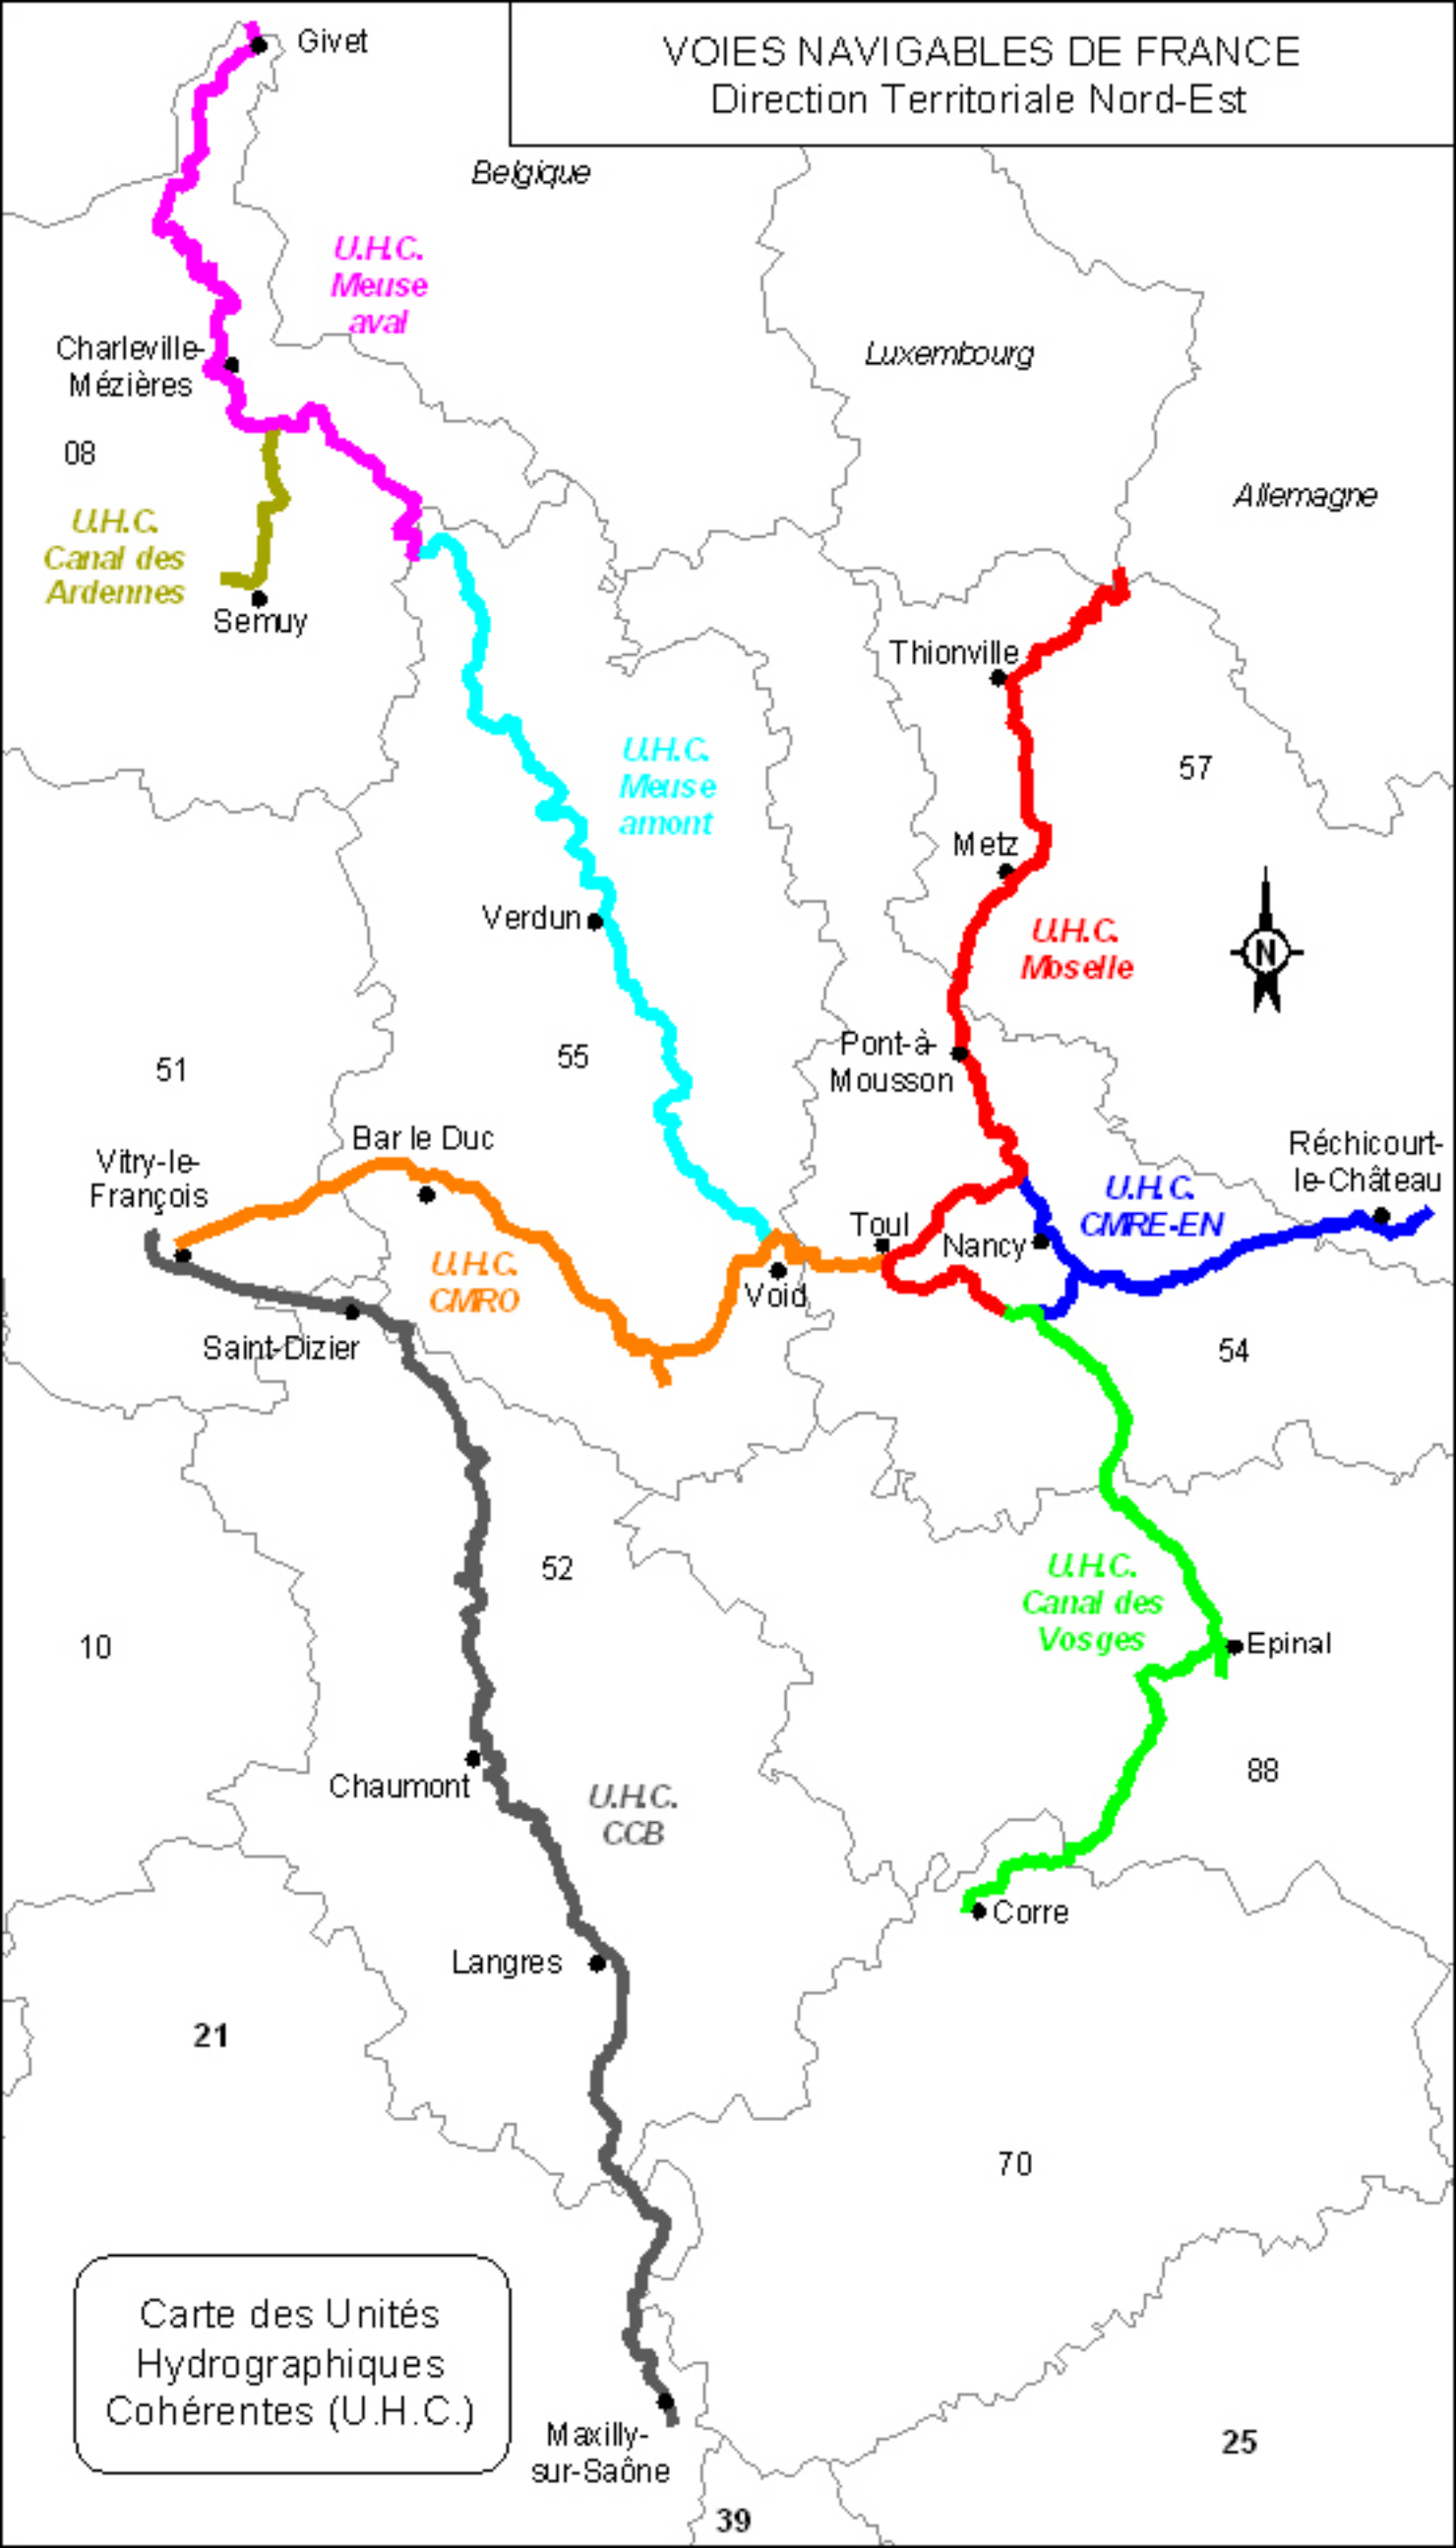 VOIES NAVIGABLES DE FRANCE
Direction Territoriale Nord-Est
Givet
Belgique
U.H.C.
Meuse
aval
Charleville-
Mézières
Luxembourg
08
Allemagne
U.H.C.
Canal des
Ardennes
Semuy
Thionville
57
U.H.C.
Meuse
amont
Metz
Verdun
U.H.C.
Moselle
N
55
51
Pont-à-
Mousson
Bar le Duc
Vitry-le-
François
Réchicourt-
le-Château
U.H.C.
CMRE-EN
Toul
Nancy
U.H.C.
CMRO
Void
Saint-Dizier
54
52
U.H.C.
Canal des
Vosges
10
Epinal
88
Chaumont
U.H.C.
CCB
Corre
Langres
21
70
Carte des Unités
Hydrographiques
Cohérentes (U.H.C.)
Maxilly-
sur-Saône
25
39